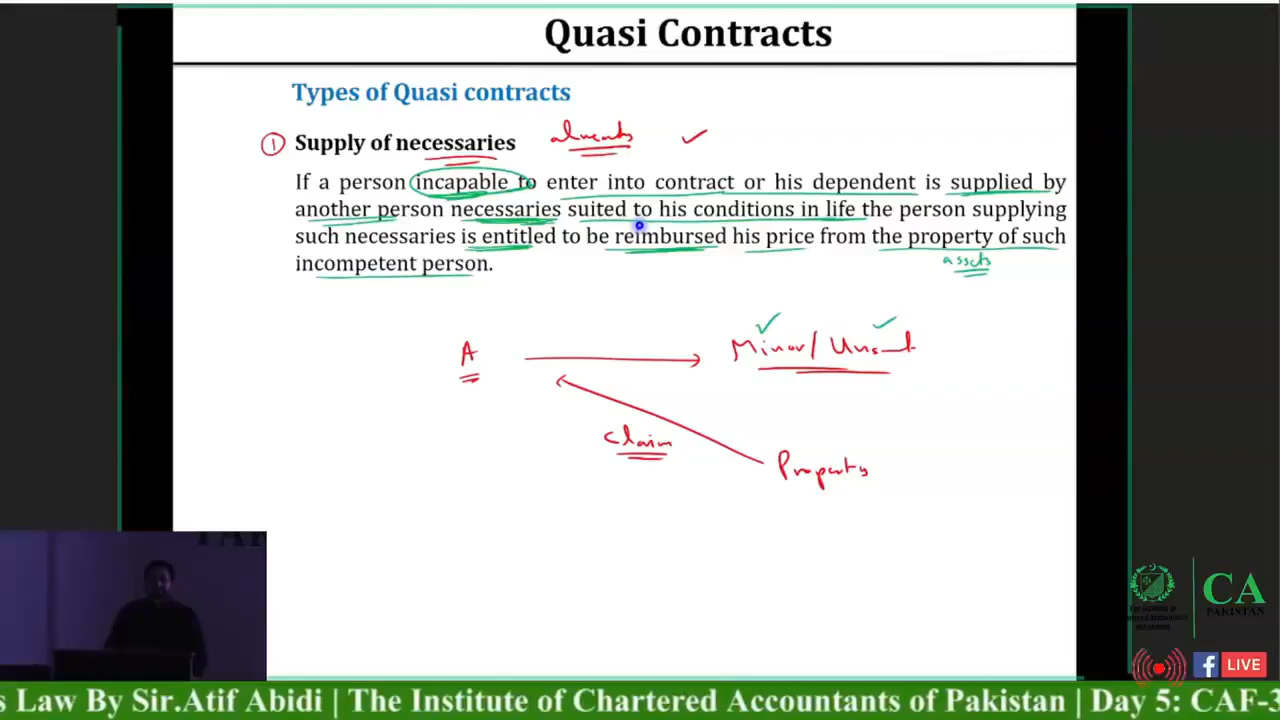 Quasi Contracts
Types of Quasi contracts
① Supply of necessaries
If a person incapable to enter into contract or his dependent is supplied by
another person necessaries suited to his conditions in life the person supplying
such necessaries is entitled to be reimbursed his price from the property of such
incompetent person.
assets
A
Minor/
Claim
Property
CA
PAKISTAN
LIVE
s Law By Sir.Atif Abidi | The Institute of Chartered Accountants of Pakistan | Day 5: CAF-3